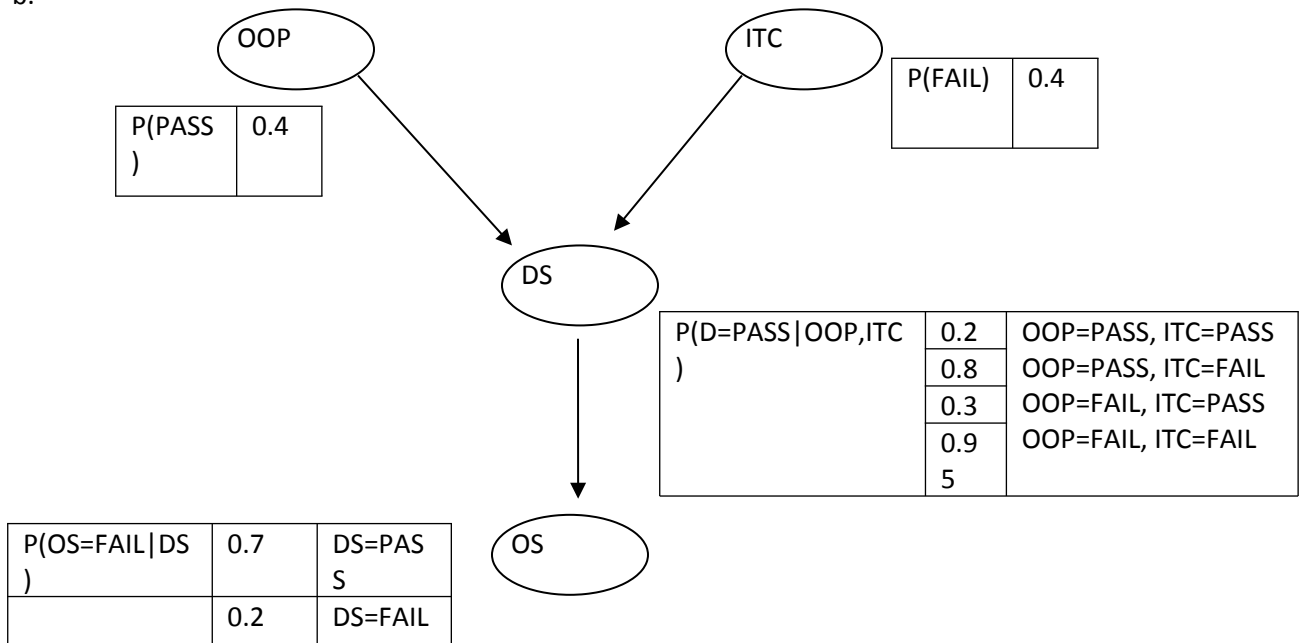 b.
OOP
ITC
P(FAIL) 0.4
P(PASS 0.4
)
DS
P(D=PASS|OOP,ITC 0.2 OOP=PASS, ITC=PASS
) 0.8 OOP=PASS, ITC=FAIL
0.3 OOP=FAIL, ITC=PASS
0.9 OOP=FAIL, ITC=FAIL
5
P(OS=FAIL|DS 0.7 DS=PAS
) S
0.2 DS=FAIL
OS